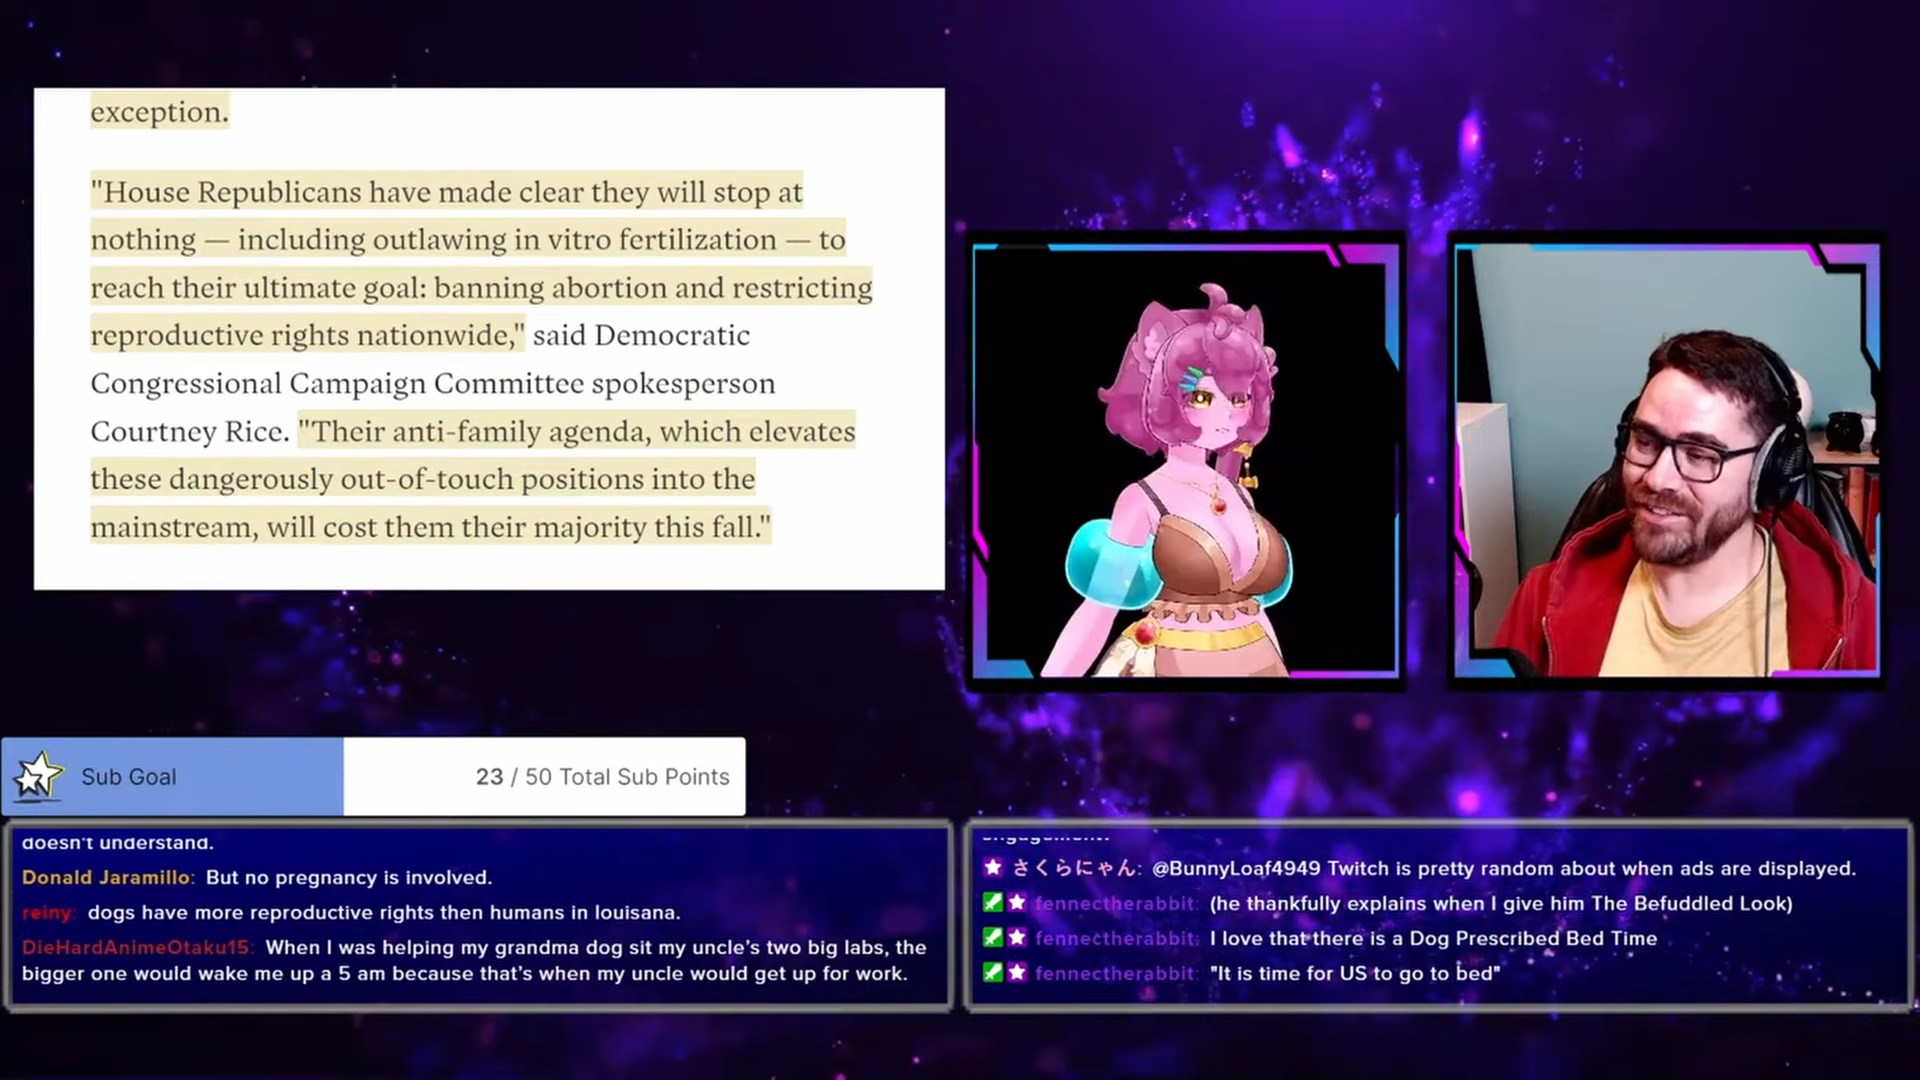 exception.
"House Republicans have made clear they will stop at
nothing — including outlawing in vitro fertilization — to
reach their ultimate goal: banning abortion and restricting
reproductive rights nationwide," said Democratic
Congressional Campaign Committee spokesperson
Courtney Rice. "Their anti-family agenda, which elevates
these dangerously out-of-touch positions into the
mainstream, will cost them their majority this fall."
Sub Goal
23 / 50 Total Sub Points
doesn't understand.
Donald Jaramillo: But no pregnancy is involved.
reiny: dogs have more reproductive rights then humans in louisana.
DieHardAnimeOtaku15: When I was helping my grandma dog sit my uncle's two big labs, the
bigger one would wake me up a 5 am because that's when my uncle would get up for work.
さくらにゃん: @BunnyLoaf4949 Twitch is pretty random about when ads are displayed.
fennectherabbit: (he thankfully explains when I give him The Befuddled Look)
fennectherabbit: I love that there is a Dog Prescribed Bed Time
fennectherabbit: "It is time for US to go to bed"